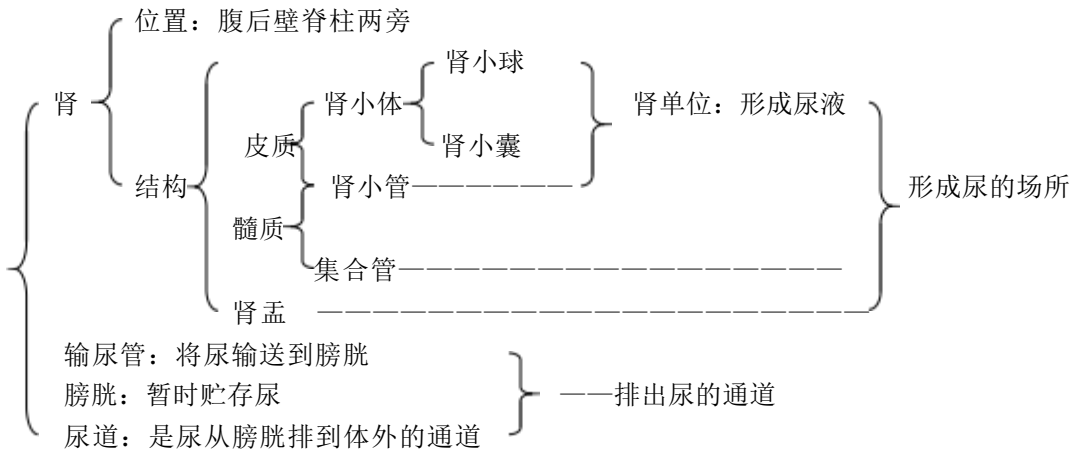 位置：腹后壁脊柱两旁
肾小球
肾 肾小体 肾单位：形成尿液
皮质 肾小囊
结构 肾小管—————— 形成尿的场所
髓质
集合管————————————————
肾盂 ————————————————————
输尿管：将尿输送到膀胱
膀胱：暂时贮存尿 ——排出尿的通道
尿道：是尿从膀胱排到体外的通道